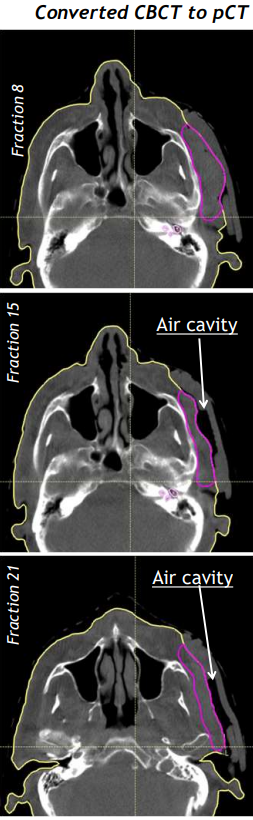 Converted CBCT to pCT
Fraction 8
Fraction 15
Air cavity
Fraction 21
Air cavity